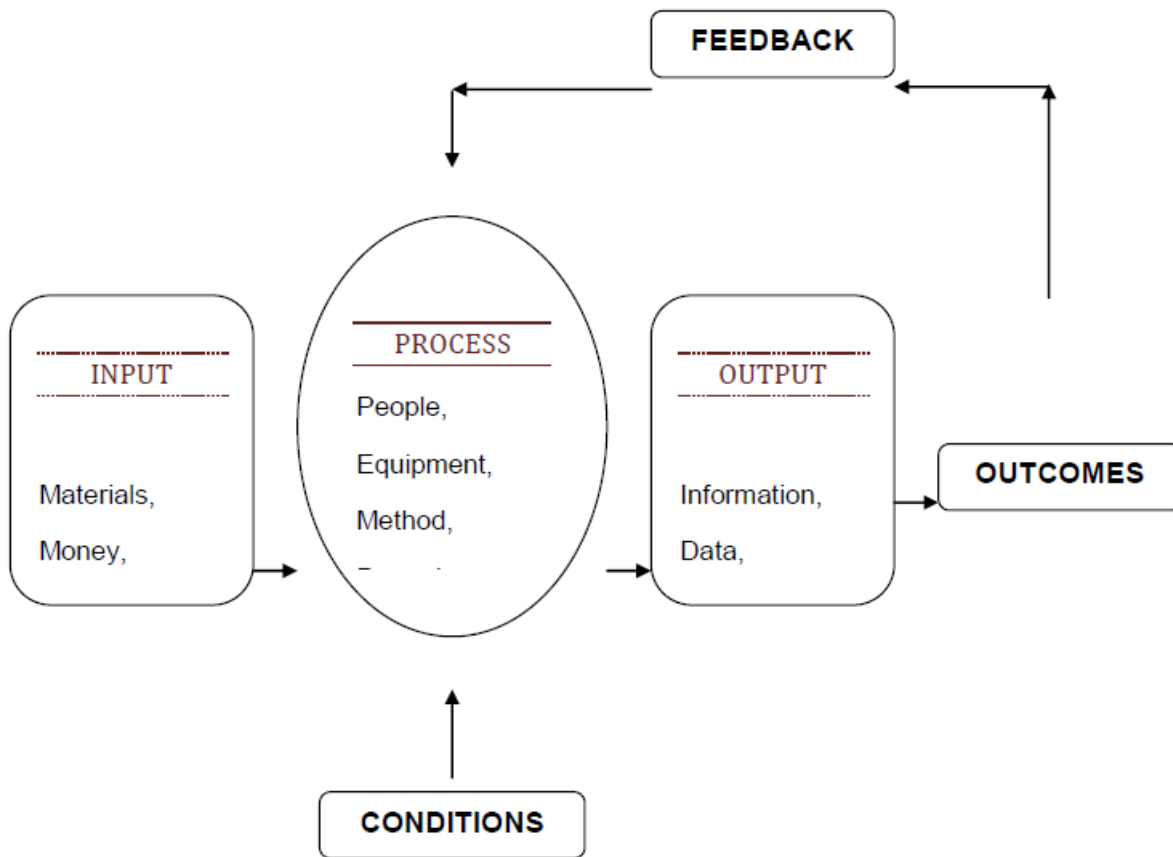 FEEDBACK
INPUT
Materials,
Money,
PROCESS
People,
Equipment,
Method,
OUTPUT
Information,
Data,
OUTCOMES
CONDITIONS